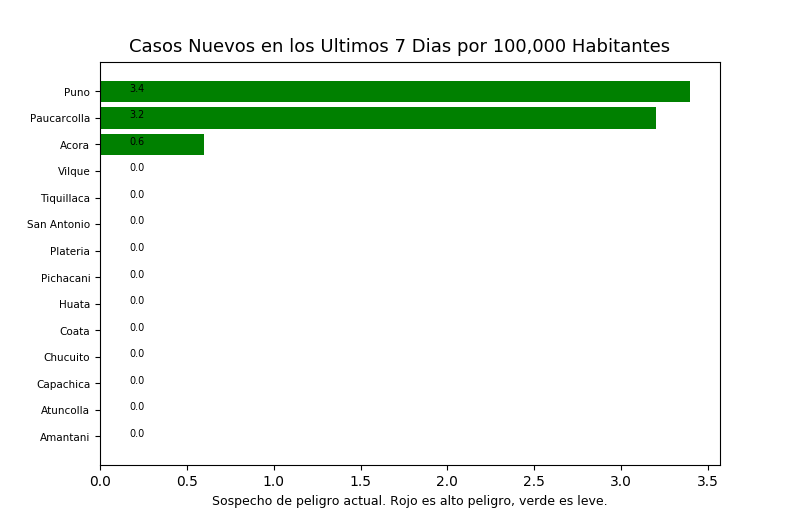 Casos Nuevos en los Ultimos 7 Dias por 100,000 Habitantes
Puno 3.4
Paucarcolla 3.2
Acora 0.6
Vilque 0.0
Tiquillaca 0.0
San Antonio 0.0
Plateria 0.0
Pichacani 0.0
Huata 0.0
Coata 0.0
Chucuito 0.0
Capachica 0.0
Atuncolla 0.0
Amantani 0.0
0.0 0.5 1.0 1.5 2.0 2.5 3.0 3.5
Sospecho de peligro actual. Rojo es alto peligro, verde es leve.